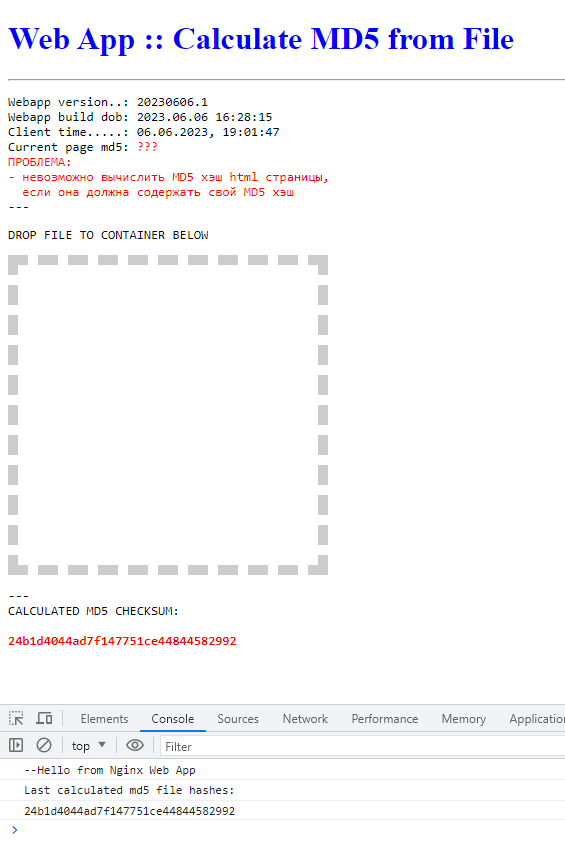 Web App :: Calculate MD5 from File
Webapp version..: 20230606.1
Webapp build dob: 2023.06.06 16:28:15
Client time.....: 06.06.2023, 19:01:47
Current page md5: ???
ПРОБЛЕМА:
- невозможно вычислить MD5 хэш html страницы,
если она должна содержать свой MD5 хэш
---
DROP FILE TO CONTAINER BELOW
---
CALCULATED MD5 CHECKSUM:
24b1d4044ad7f147751ce44844582992
Elements Console Sources Network Performance Memory Application
top Filter
--Hello from Nginx Web App
Last calculated md5 file hashes:
24b1d4044ad7f147751ce44844582992
>